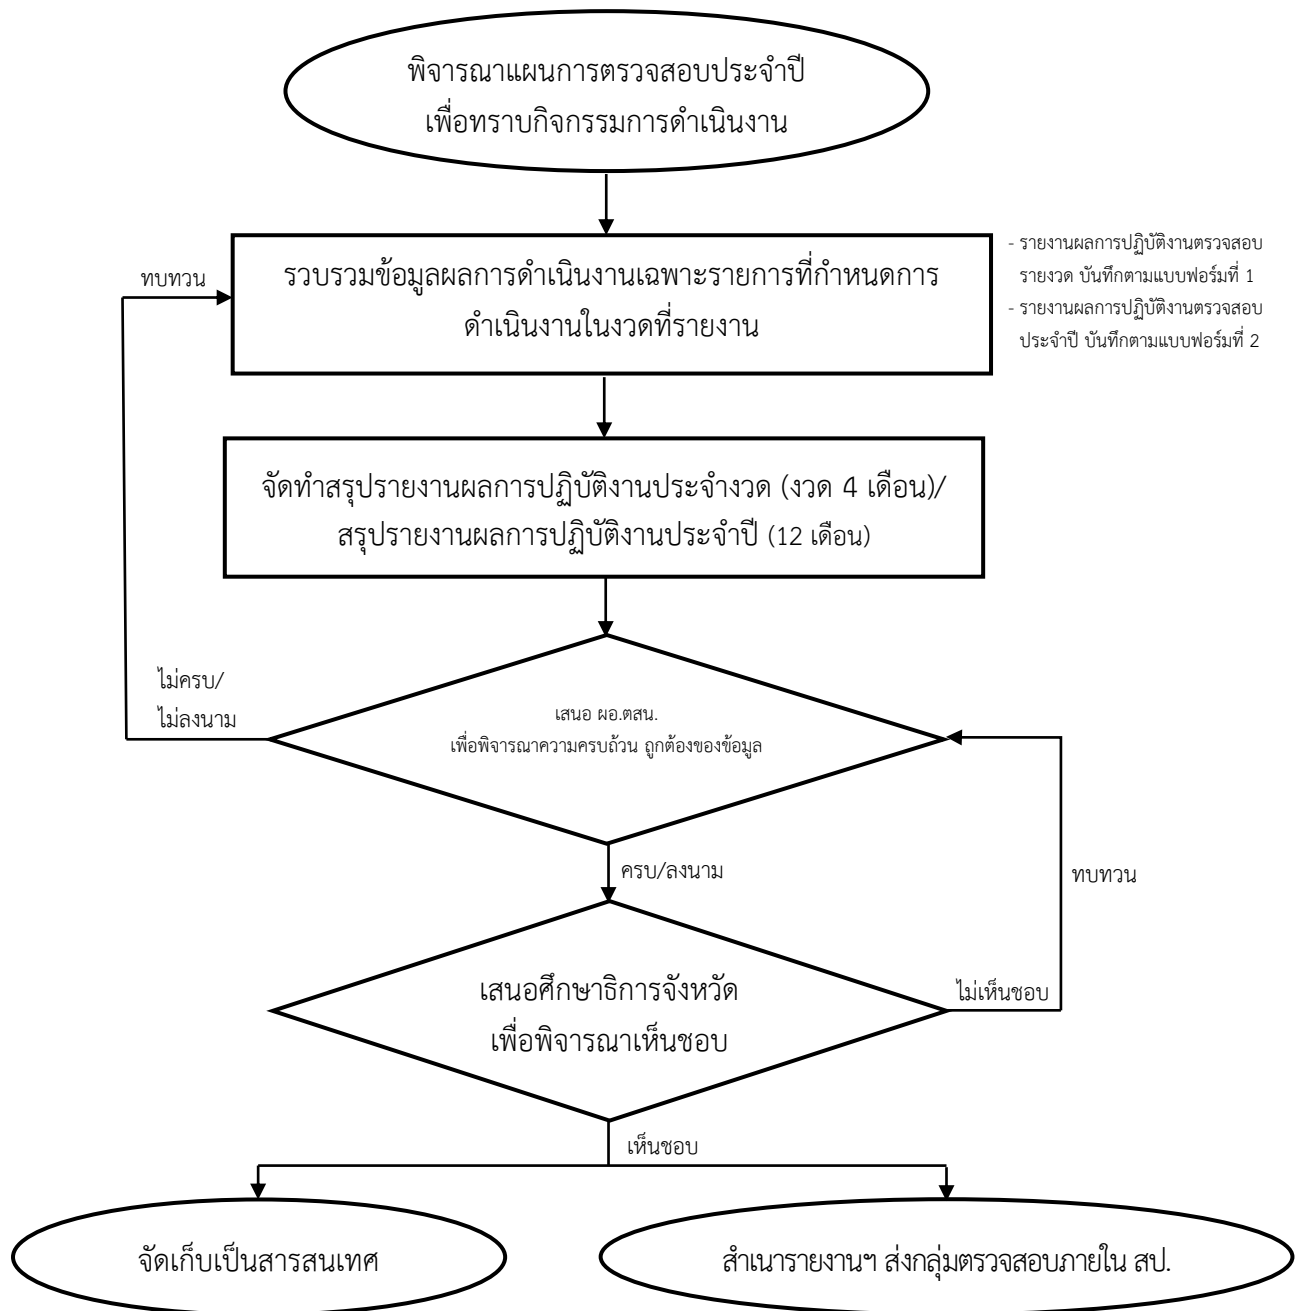 พิจารณาแผนการตรวจสอบประจำปี
เพื่อทราบกิจกรรมการดำเนินงาน
- รายงานผลการปฏิบัติงานตรวจสอบ
รายงวด บันทึกตามแบบฟอร์มที่ 1
- รายงานผลการปฏิบัติงานตรวจสอบ
ประจำปี บันทึกตามแบบฟอร์มที่ 2
ทบทวน
รวบรวมข้อมูลผลการดำเนินงานเฉพาะรายการที่กำหนดการ
ดำเนินงานในงวดที่รายงาน
จัดทำสรุปรายงานผลการปฏิบัติงานประจำงวด (งวด 4 เดือน)/
สรุปรายงานผลการปฏิบัติงานประจำปี (12 เดือน)
ไม่ครบ/
ไม่ลงนาม
เสนอ ผอ.ตสน.
เพื่อพิจารณาความครบถ้วน ถูกต้องของข้อมูล
ครบ/ลงนาม
ทบทวน
เสนอศึกษาธิการจังหวัด
เพื่อพิจารณาเห็นชอบ
ไม่เห็นชอบ
เห็นชอบ
จัดเก็บเป็นสารสนเทศ
สำเนารายงานฯ ส่งกลุ่มตรวจสอบภายใน สป.